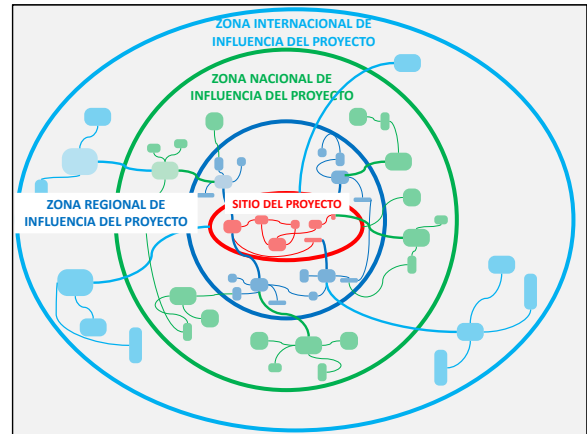 ZONA INTERNACIONAL DE
INFLUENCIA DEL PROYECTO
ZONA NACIONAL DE
INFLUENCIA DEL PROYECTO
ZONA REGIONAL DE
INFLUENCIA DEL PROYECTO
SITIO DEL PROYECTO